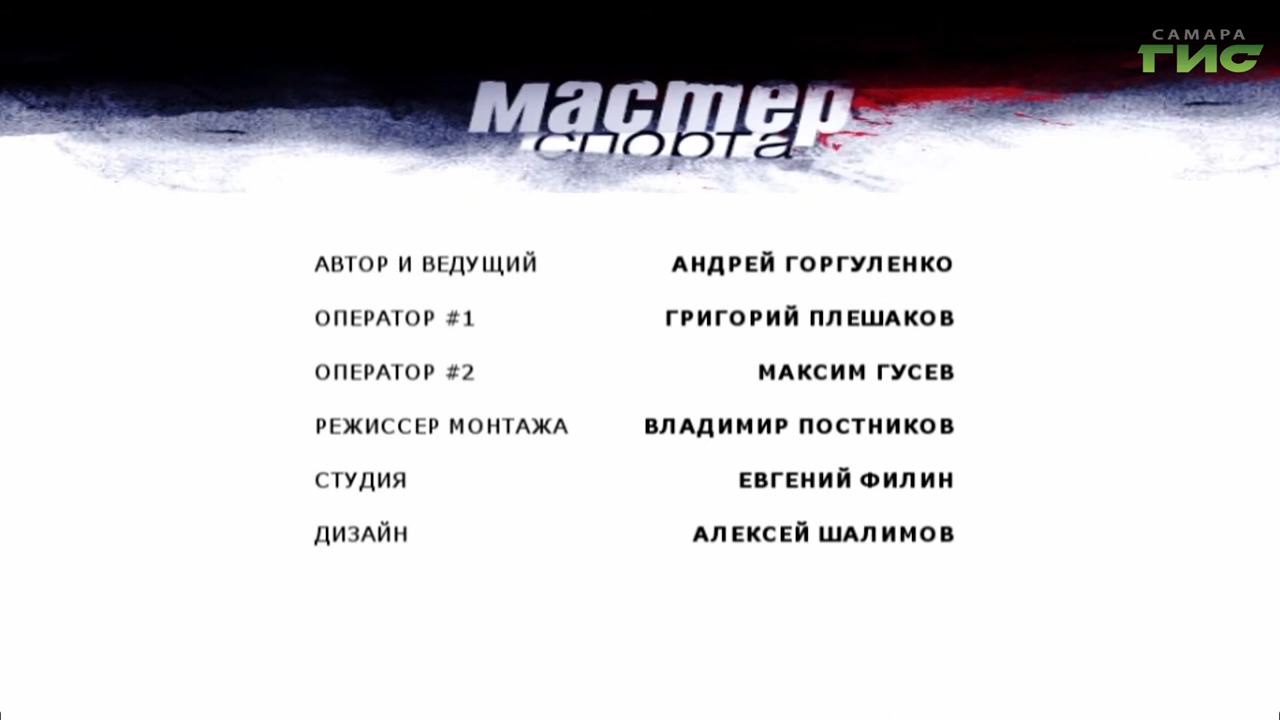 САМАРА
ГИС
мастер
спорта
АВТОР И ВЕДУЩИЙ АНДРЕЙ ГОРГУЛЕНКО
ОПЕРАТОР #1 ГРИГОРИЙ ПЛЕШАКОВ
ОПЕРАТОР #2 МАКСИМ ГУСЕВ
РЕЖИССЕР МОНТАЖА ВЛАДИМИР ПОСТНИКОВ
СТУДИЯ ЕВГЕНИЙ ФИЛИН
ДИЗАЙН АЛЕКСЕЙ ШАЛИМОВ